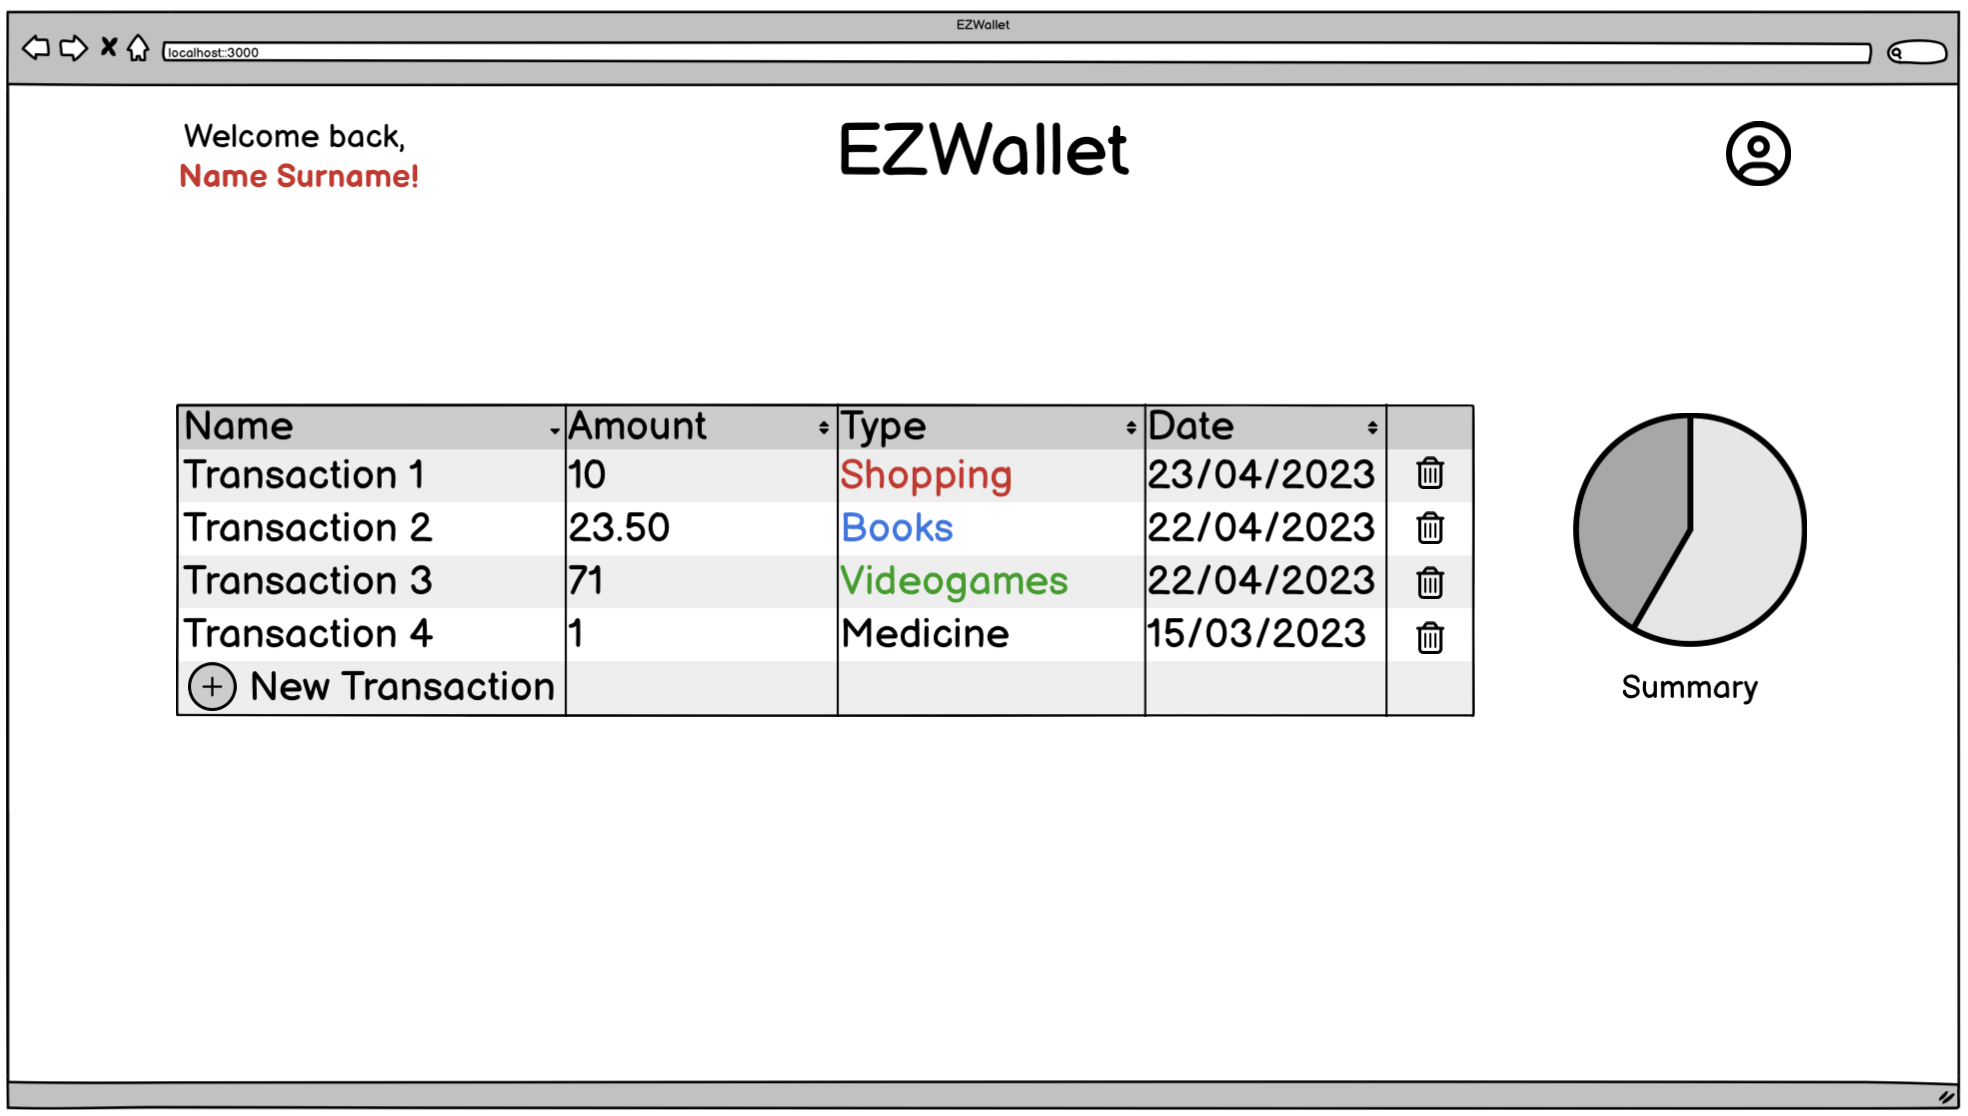 EZWallet
localhost::3000
Welcome back,
Name Surname!
EZWallet
Name Amount Type Date
Transaction 1 10 Shopping 23/04/2023
Transaction 2 23.50 Books 22/04/2023
Transaction 3 71 Videogames 22/04/2023
Transaction 4 1 Medicine 15/03/2023
New Transaction
Summary